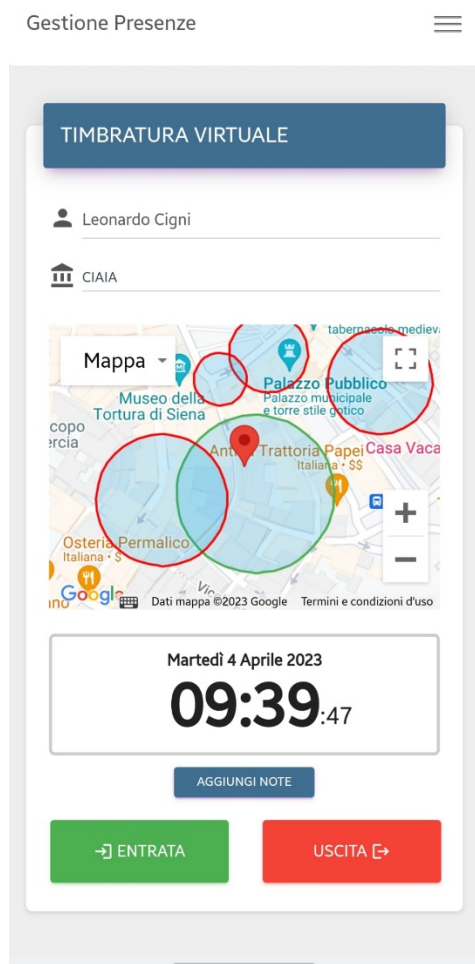 Gestione Presenze
TIMBRATURA VIRTUALE
Leonardo Cigni
CIAIA
tabernacolo mediev
Mappa
Palazzo Pubblico
Palazzo municipale
e torre stile gotico
Museo della
Tortura di Siena
copo
ercia
Trattoria Papei
Italiana · $$
Casa Vaca
Osteria Permalico
Italiana · $
+
−
Google
Dati mappa ©2023 Google
Termini e condizioni d'uso
Martedì 4 Aprile 2023
09:39:47
AGGIUNGI NOTE
ENTRATA
USCITA